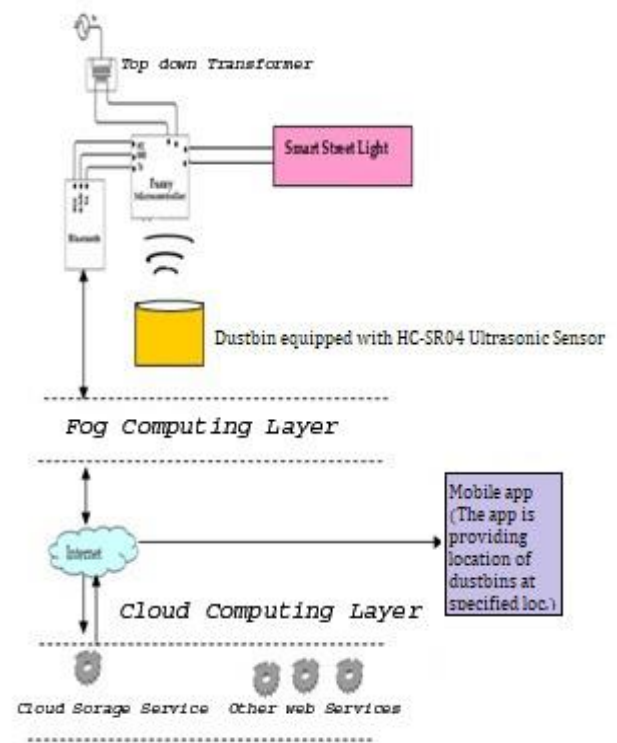 Top down Transformer
Smart Street Light
Fuzzy
Microcontroller
Bluetooth
Dustbin equipped with HC-SR04 Ultrasonic Sensor
Fog Computing Layer
Mobile app
(The app is
providing
location of
dustbins at
specified loc.)
Internet
Cloud Computing Layer
Cloud Sorage Service
Other web Services